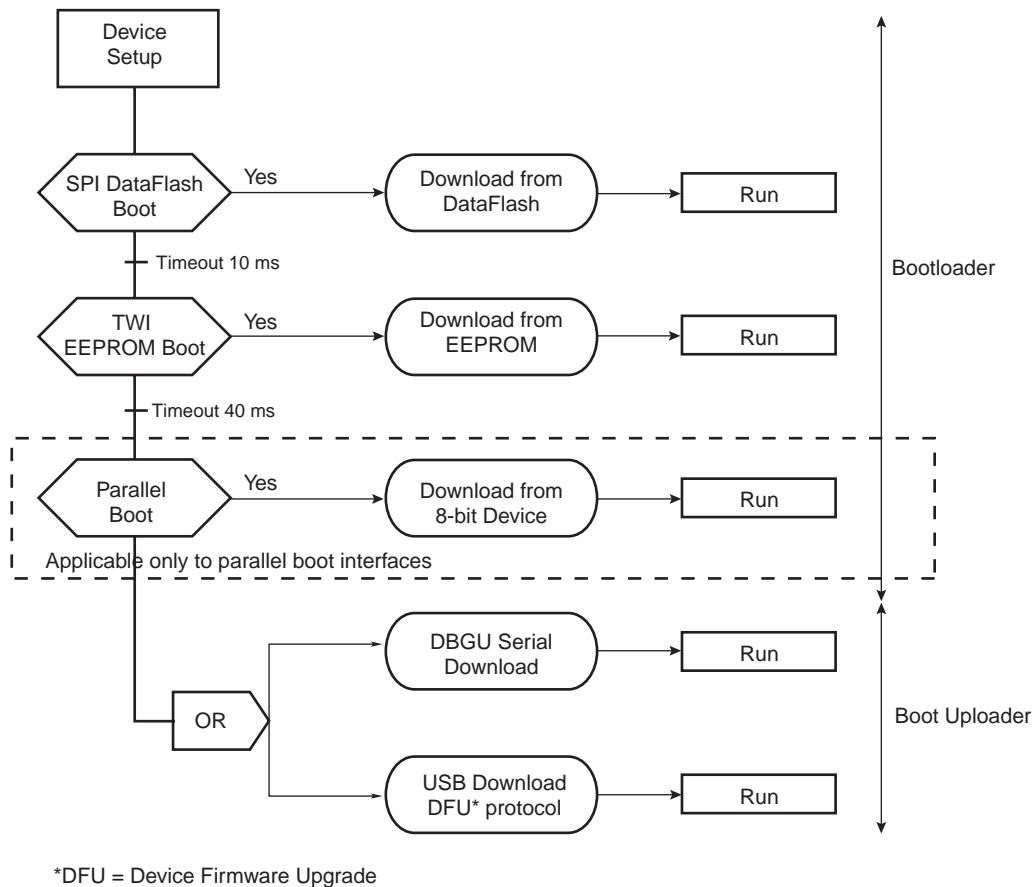 Device
Setup
SPI DataFlash
Boot
Yes
Download from
DataFlash
Run
Timeout 10 ms
Bootloader
TWI
EEPROM Boot
Yes
Download from
EEPROM
Run
Timeout 40 ms
Parallel
Boot
Yes
Download from
8-bit Device
Run
Applicable only to parallel boot interfaces
DBGU Serial
Download
Run
OR
Boot Uploader
USB Download
DFU* protocol
Run
*DFU = Device Firmware Upgrade